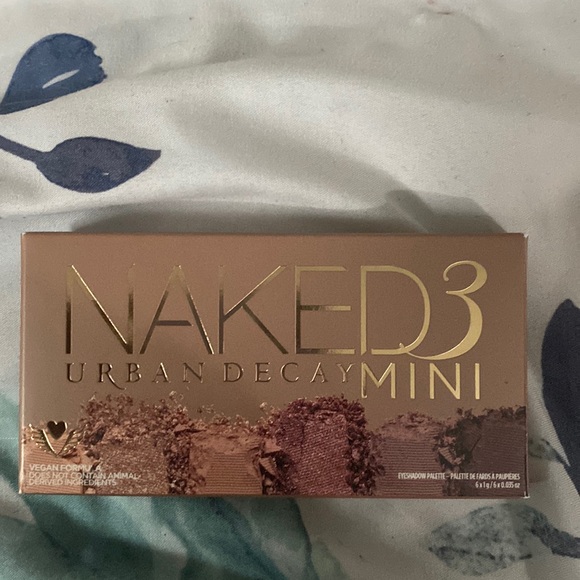 NAKED3
URBAN DECAY MINI
VEGAN FORMULA
DOES NOT CONTAIN ANIMAL-
DERIVED INGREDIENTS
EYESHADOW PALETTE – PALETTE DE FARDS À PAUPIÈRES
6 x 1 g / 6 x 0.035 oz